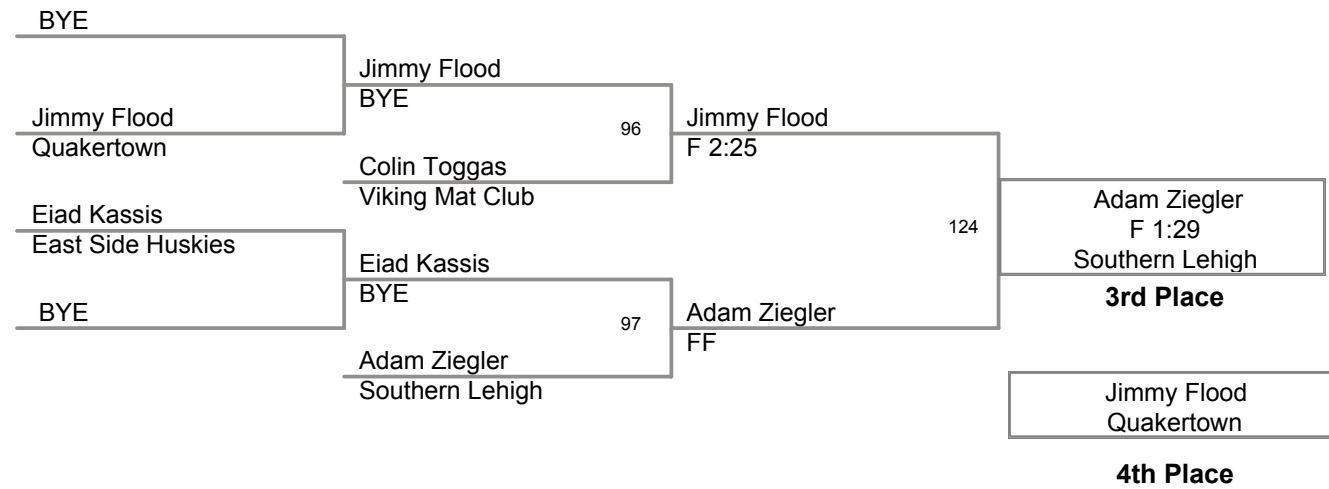 BYE
Jimmy Flood
Quakertown
Eiad Kassis
East Side Huskies
BYE
Jimmy Flood
BYE
96
Colin Toggas
Viking Mat Club
Eiad Kassis
BYE
97
Adam Ziegler
Southern Lehigh
Jimmy Flood
F 2:25
124
Adam Ziegler
FF
Adam Ziegler
F 1:29
Southern Lehigh
3rd Place
Jimmy Flood
Quakertown
4th Place